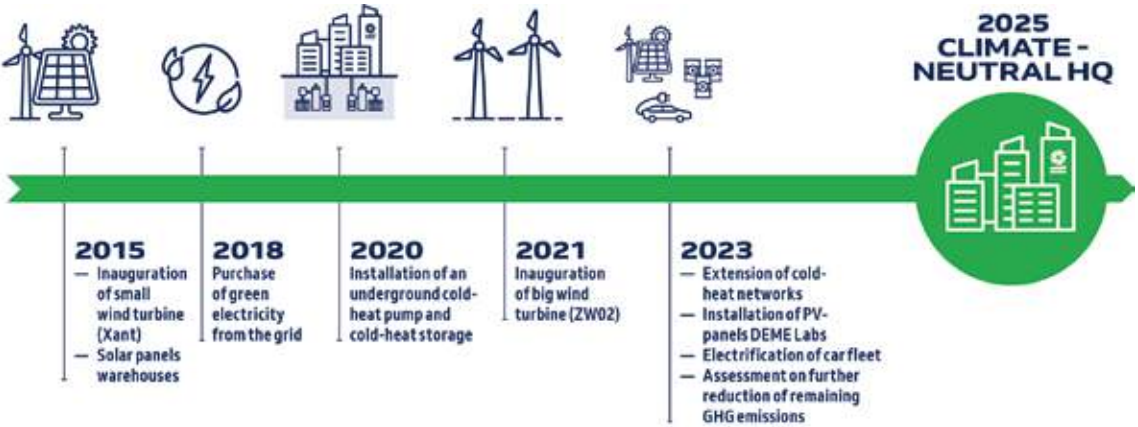 2025
CLIMATE -
NEUTRAL HQ
2015
— Inauguration
of small
wind turbine
(Xant)
— Solar panels
warehouses
2018
Purchase
of green
electricity
from the grid
2020
Installation of an
underground cold-
heat pump and
cold-heat storage
2021
Inauguration
of big wind
turbine (ZW02)
2023
— Extension of cold-
heat networks
— Installation of PV-
panels DEME Labs
— Electrification of car fleet
— Assessment on further
reduction of remaining
GHG emissions